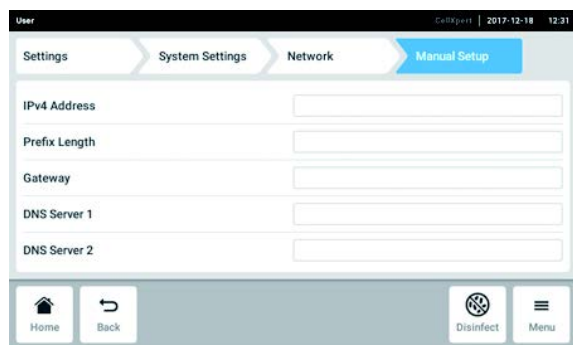 User CellXpert | 2017-12-18 12:31
Settings System Settings Network Manual Setup
IPv4 Address
Prefix Length
Gateway
DNS Server 1
DNS Server 2
Home Back Disinfect Menu